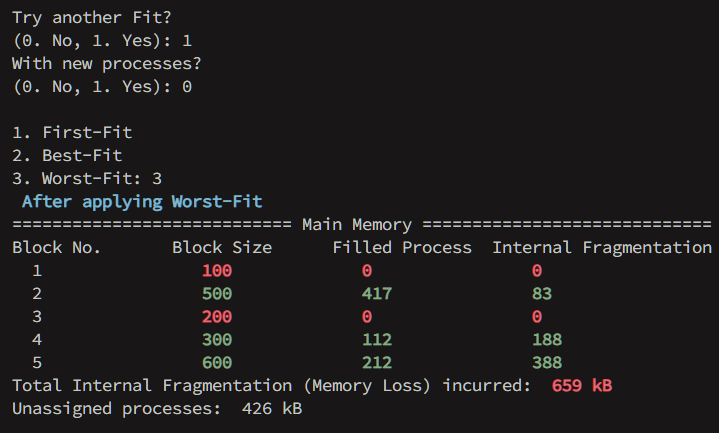 Try another Fit?
(0. No, 1. Yes): 1
With new processes?
(0. No, 1. Yes): 0
1. First-Fit
2. Best-Fit
3. Worst-Fit: 3
After applying Worst-Fit
============================ Main Memory =============================
Block No. Block Size Filled Process Internal Fragmentation
1 100 0 0
2 500 417 83
3 200 0 0
4 300 112 188
5 600 212 388
Total Internal Fragmentation (Memory Loss) incurred: 659 kB
Unassigned processes: 426 kB